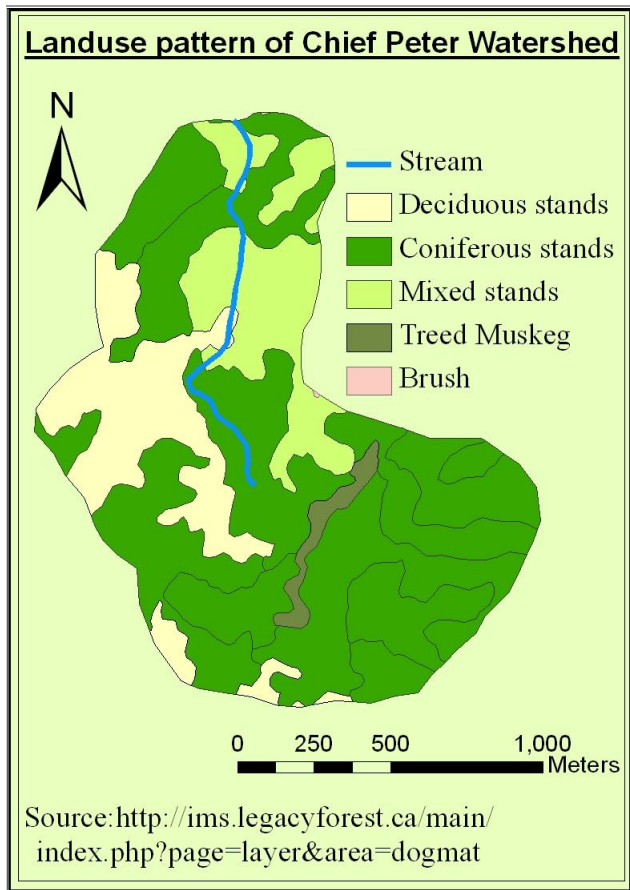 Landuse pattern of Chief Peter Watershed
N
Stream
Deciduous stands
Coniferous stands
Mixed stands
Treed Muskeg
Brush
0 250 500 1,000
Meters
Source:http://ims.legacyforest.ca/main/
index.php?page=layer&area=dogmat